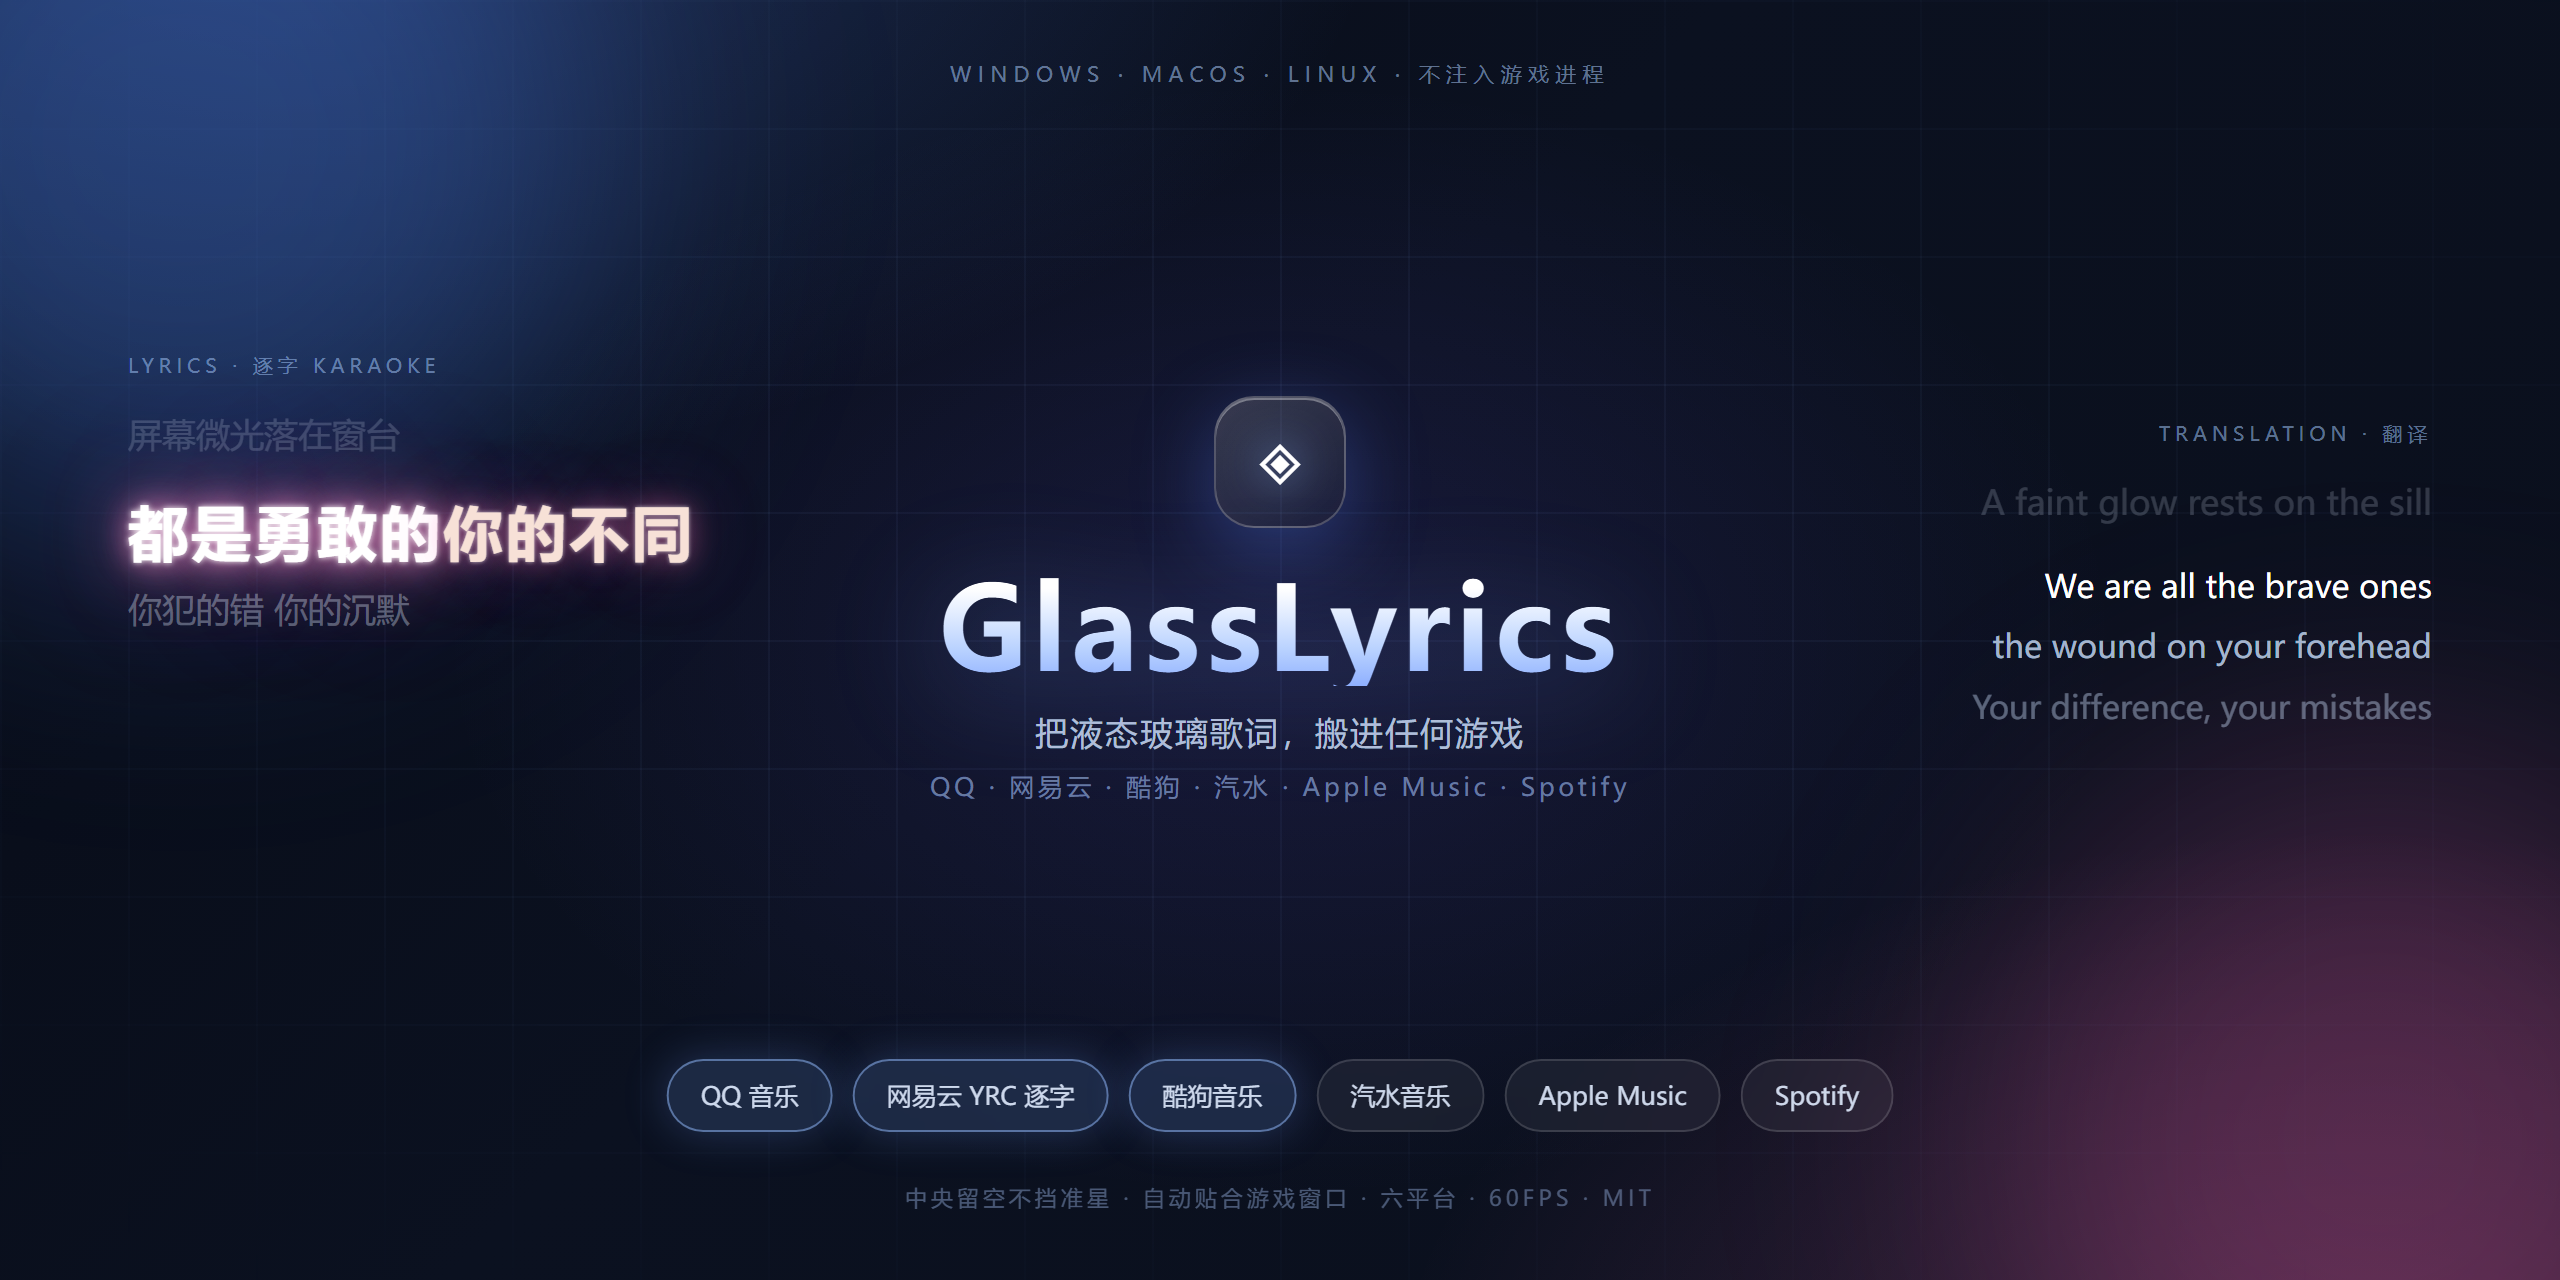 WINDOWS · MACOS · LINUX · 不注入游戏进程
LYRICS · 逐字 KARAOKE
屏幕微光落在窗台
都是勇敢的你的不同
你犯的错 你的沉默
GlassLyrics
把液态玻璃歌词，搬进任何游戏
QQ · 网易云 · 酷狗 · 汽水 · Apple Music · Spotify
TRANSLATION · 翻译
A faint glow rests on the sill
We are all the brave ones
the wound on your forehead
Your difference, your mistakes
QQ 音乐
网易云 YRC 逐字
酷狗音乐
汽水音乐
Apple Music
Spotify
中央留空不挡准星 · 自动贴合游戏窗口 · 六平台 · 60FPS · MIT